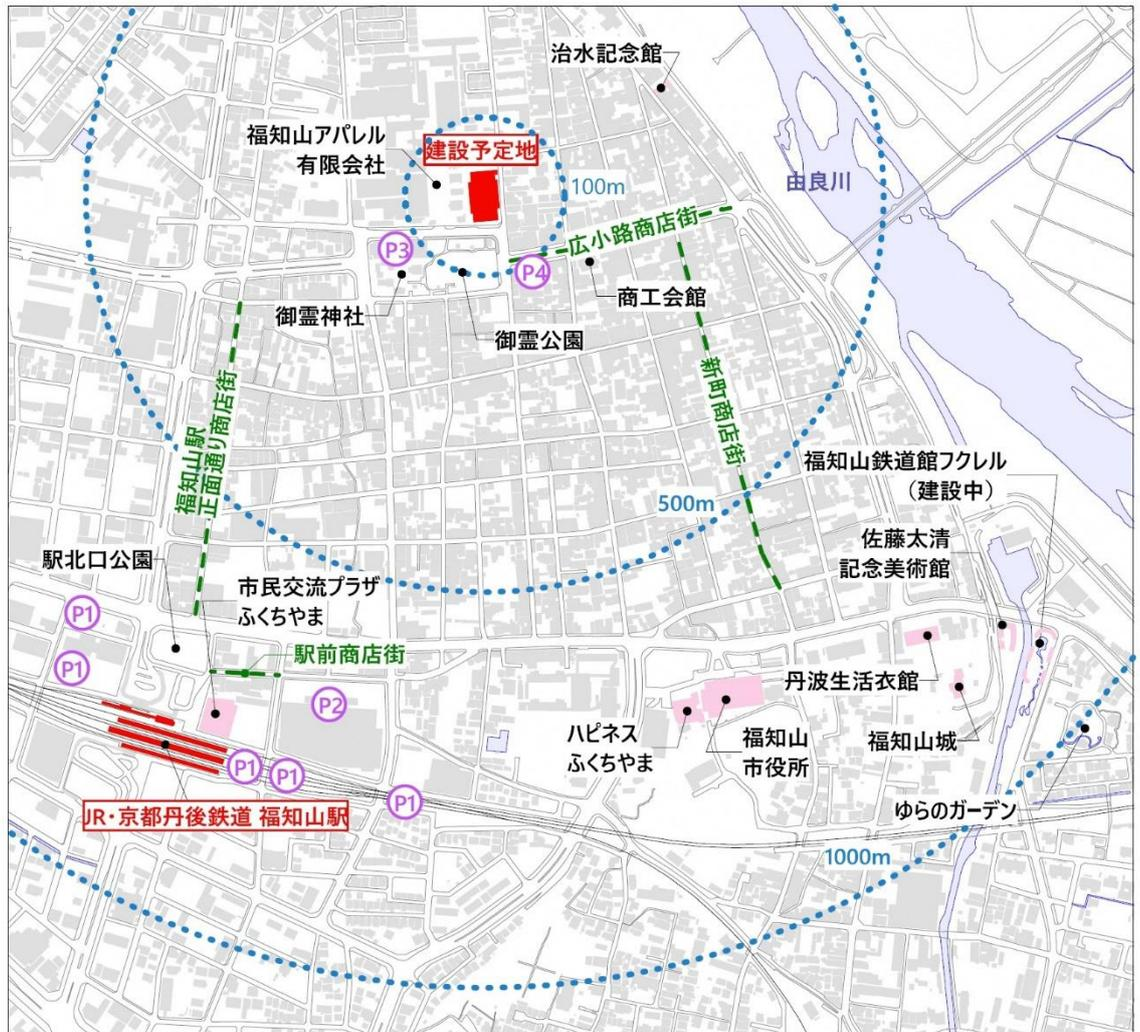 治水記念館
福知山アパレル
有限会社
建設予定地
100m
由良川
広小路商店街
P3
P4
商工会館
御霊神社
御霊公園
福知山駅
正面通り商店街
新町商店街
福知山鉄道館フクレル
(建設中)
500m
佐藤太清
記念美術館
駅北口公園
市民交流プラザ
ふくちやま
P1
駅前商店街
P1
丹波生活衣館
P2
ハピネス
ふくちやま
福知山
市役所
福知山城
P1
P1
P1
ゆらのガーデン
JR・京都丹後鉄道 福知山駅
1000m